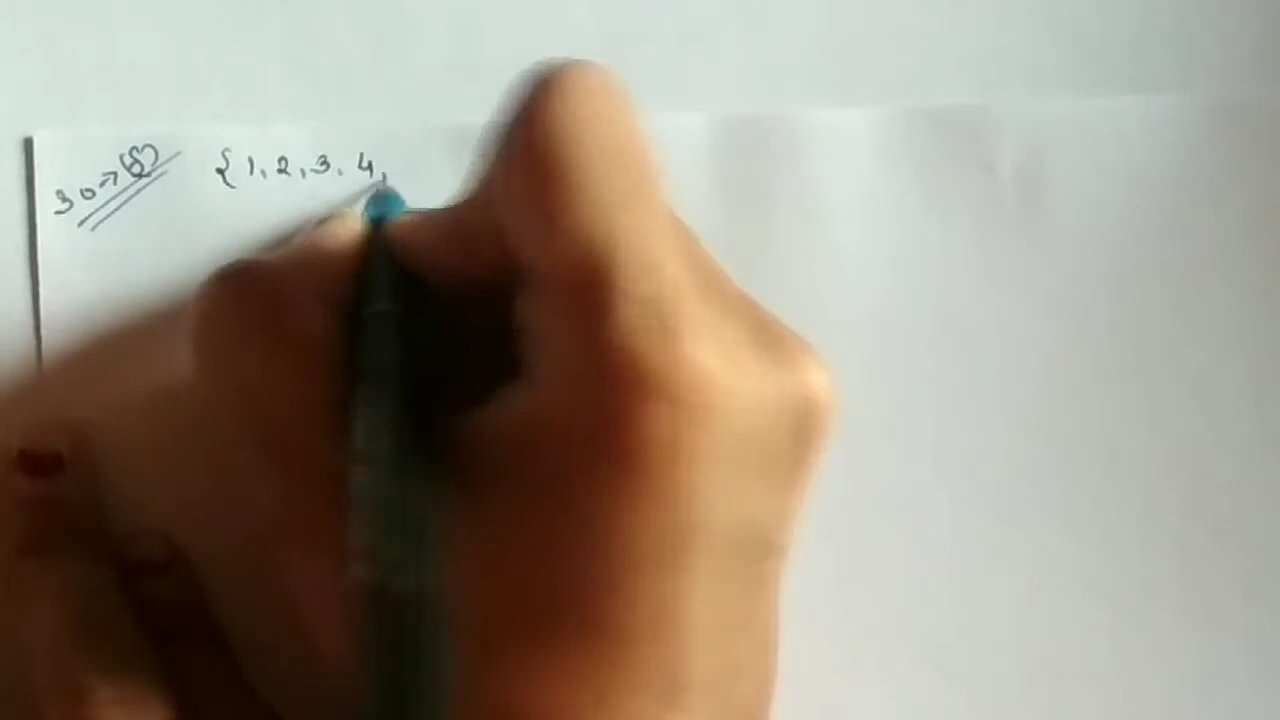 30→ {1, 2, 3, 4,